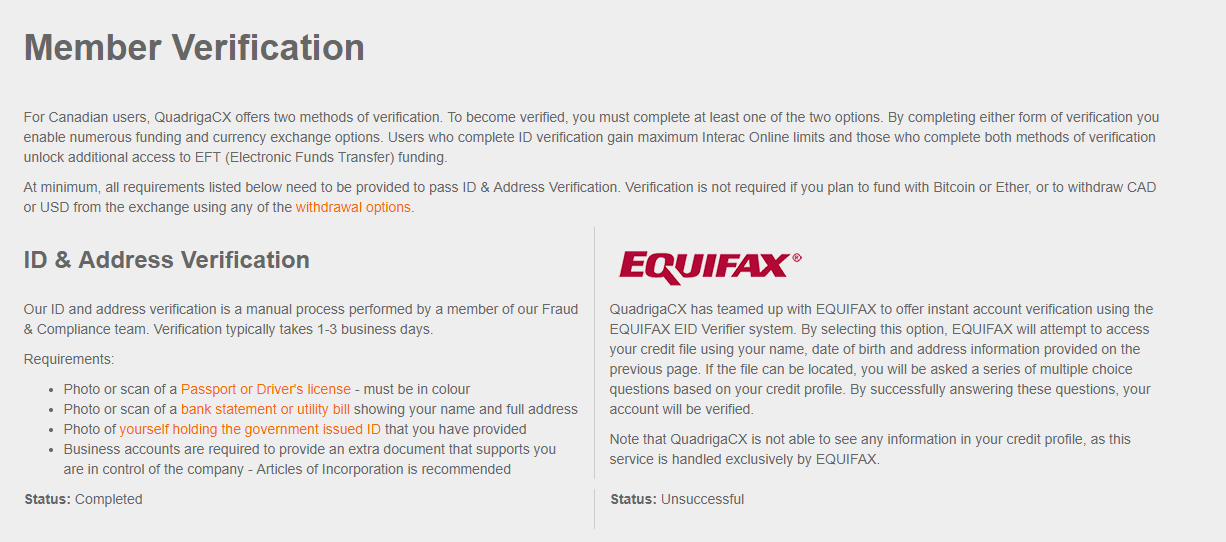 Member Verification
For Canadian users, QuadrigaCX offers two methods of verification. To become verified, you must complete at least one of the two options. By completing either form of verification you
enable numerous funding and currency exchange options. Users who complete ID verification gain maximum Interac Online limits and those who complete both methods of verification
unlock additional access to EFT (Electronic Funds Transfer) funding.
At minimum, all requirements listed below need to be provided to pass ID & Address Verification. Verification is not required if you plan to fund with Bitcoin or Ether, or to withdraw CAD
or USD from the exchange using any of the withdrawal options.
ID & Address Verification
Our ID and address verification is a manual process performed by a member of our Fraud
& Compliance team. Verification typically takes 1-3 business days.
Requirements:
• Photo or scan of a Passport or Driver's license - must be in colour
• Photo or scan of a bank statement or utility bill showing your name and full address
• Photo of yourself holding the government issued ID that you have provided
• Business accounts are required to provide an extra document that supports you
are in control of the company - Articles of Incorporation is recommended
Status: Completed
EQUIFAX®
QuadrigaCX has teamed up with EQUIFAX to offer instant account verification using the
EQUIFAX EID Verifier system. By selecting this option, EQUIFAX will attempt to access
your credit file using your name, date of birth and address information provided on the
previous page. If the file can be located, you will be asked a series of multiple choice
questions based on your credit profile. By successfully answering these questions, your
account will be verified.
Note that QuadrigaCX is not able to see any information in your credit profile, as this
service is handled exclusively by EQUIFAX.
Status: Unsuccessful